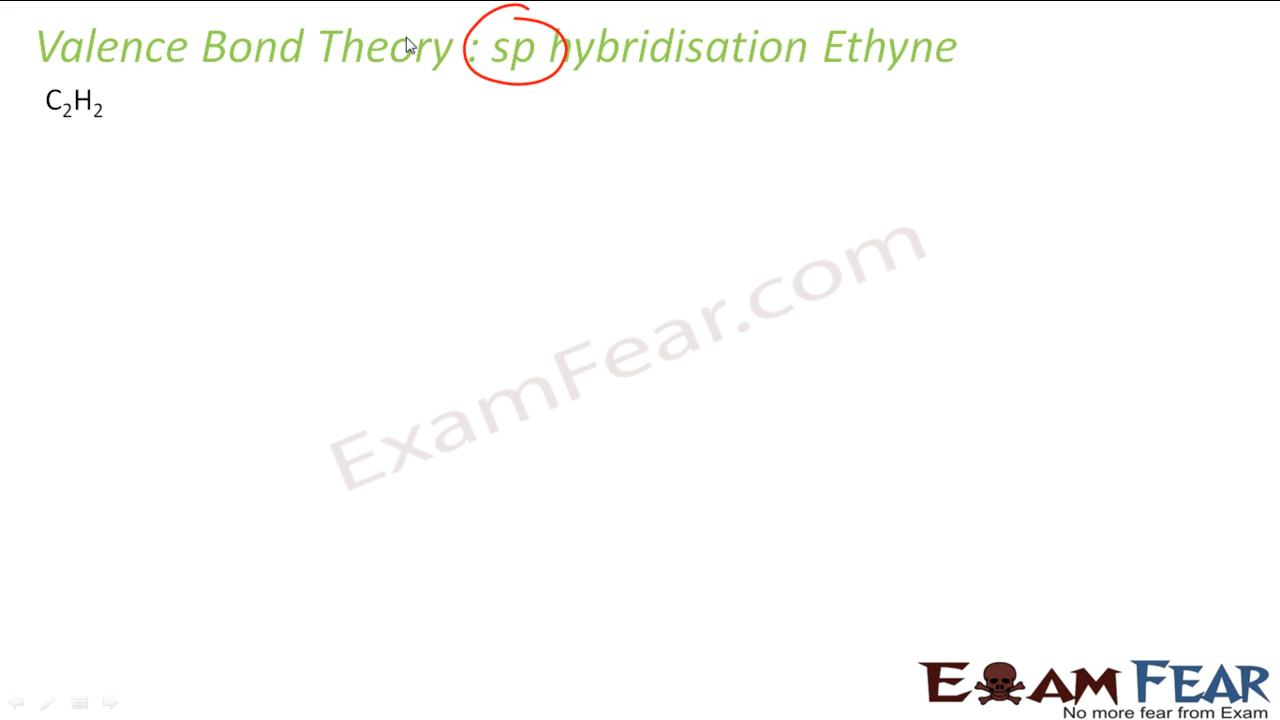 Valence Bond Theory : sp hybridisation Ethyne
C₂H₂
ExamFear.com
EXAM FEAR
No more fear from Exam